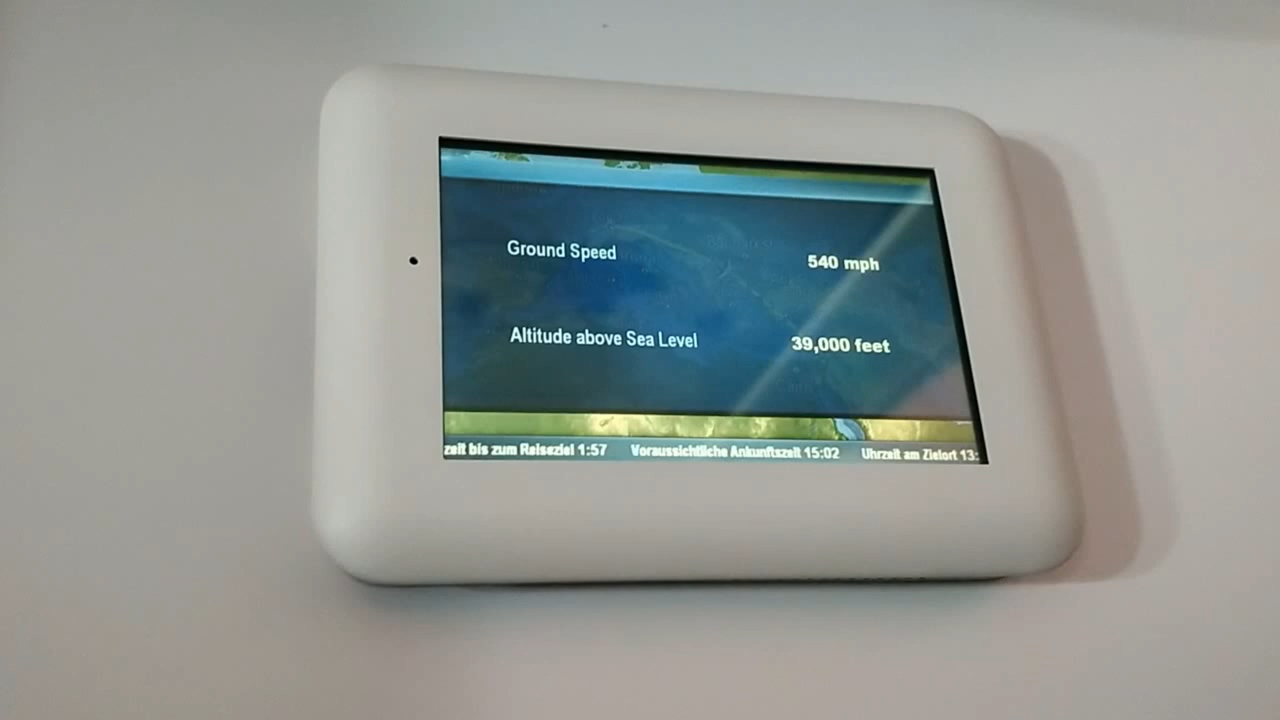 Ground Speed 540 mph
Altitude above Sea Level 39,000 feet
zeit bis zum Reiseziel 1:57 Voraussichtliche Ankunftszeit 15:02 Uhrzeit am Zielort 13: